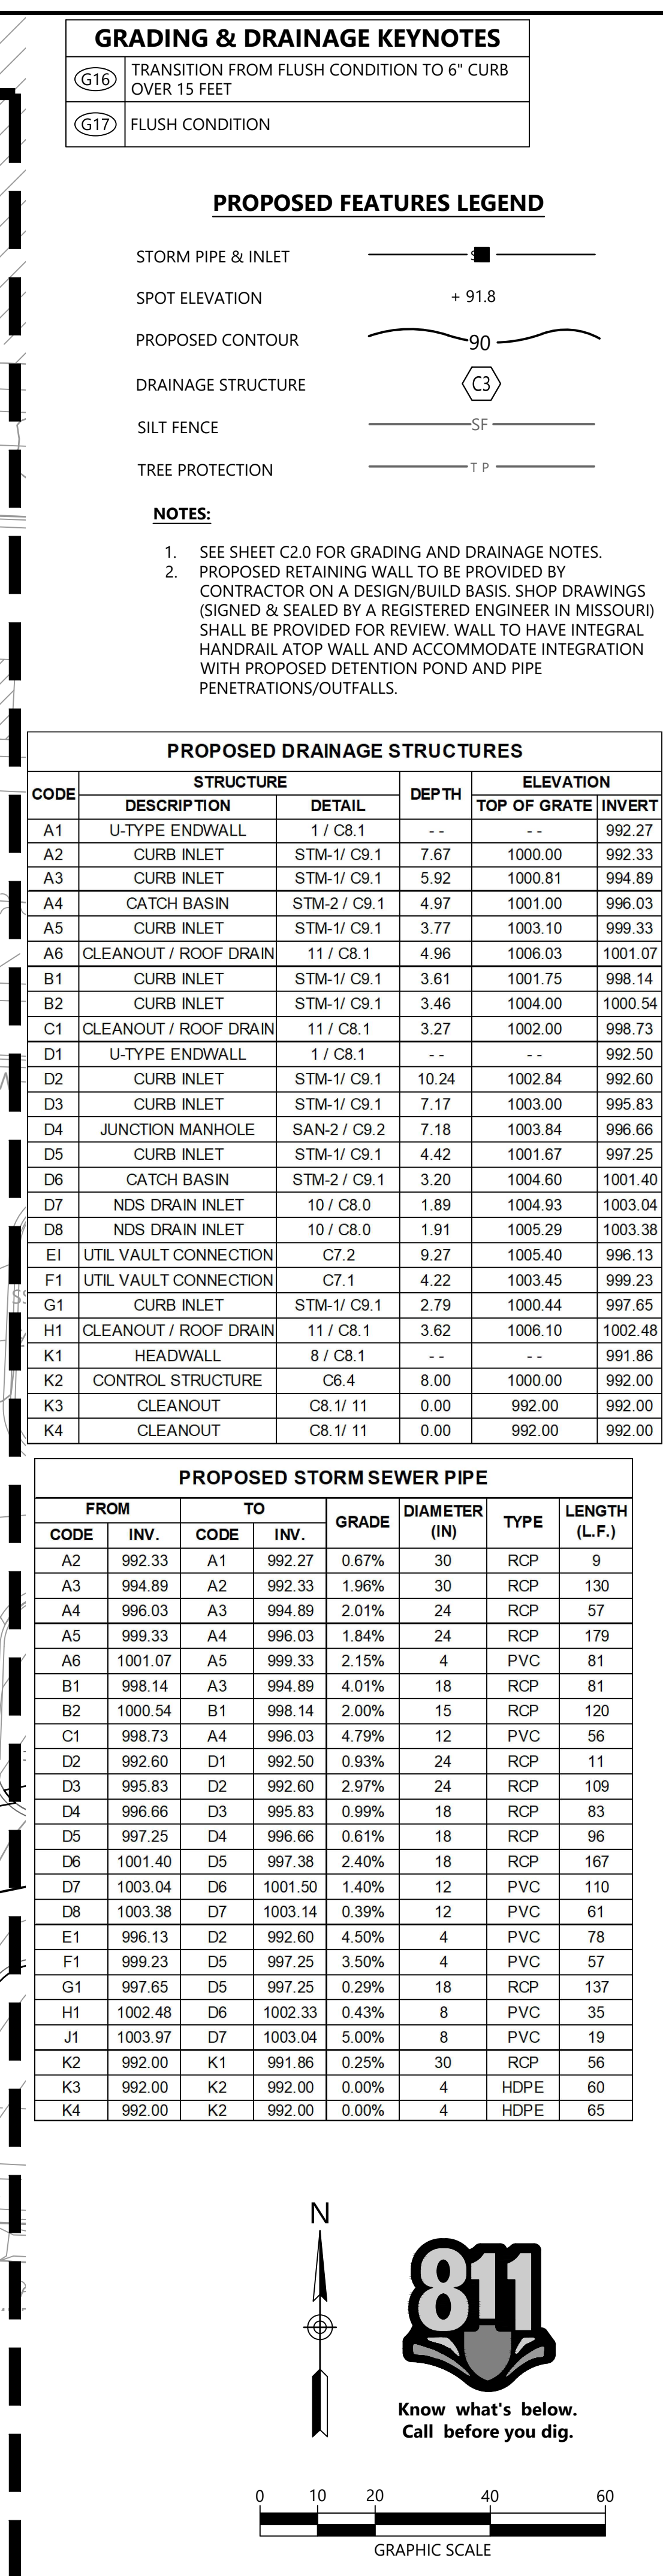 GRADING & DRAINAGE KEYNOTES
G16 TRANSITION FROM FLUSH CONDITION TO 6" CURB
OVER 15 FEET
G17 FLUSH CONDITION
PROPOSED FEATURES LEGEND
STORM PIPE & INLET
SPOT ELEVATION + 91.8
PROPOSED CONTOUR 90
DRAINAGE STRUCTURE C3
SILT FENCE SF
TREE PROTECTION T P
NOTES:
1. SEE SHEET C2.0 FOR GRADING AND DRAINAGE NOTES.
2. PROPOSED RETAINING WALL TO BE PROVIDED BY
CONTRACTOR ON A DESIGN/BUILD BASIS. SHOP DRAWINGS
(SIGNED & SEALED BY A REGISTERED ENGINEER IN MISSOURI)
SHALL BE PROVIDED FOR REVIEW. WALL TO HAVE INTEGRAL
HANDRAIL ATOP WALL AND ACCOMMODATE INTEGRATION
WITH PROPOSED DETENTION POND AND PIPE
PENETRATIONS/OUTFALLS.
PROPOSED DRAINAGE STRUCTURES
CODE STRUCTURE DEPTH ELEVATION
DESCRIPTION DETAIL TOP OF GRATE INVERT
A1 U-TYPE ENDWALL 1 / C8.1 - - - - 992.27
A2 CURB INLET STM-1/ C9.1 7.67 1000.00 992.33
A3 CURB INLET STM-1/ C9.1 5.92 1000.81 994.89
A4 CATCH BASIN STM-2 / C9.1 4.97 1001.00 996.03
A5 CURB INLET STM-1/ C9.1 3.77 1003.10 999.33
A6 CLEANOUT / ROOF DRAIN 11 / C8.1 4.96 1006.03 1001.07
B1 CURB INLET STM-1/ C9.1 3.61 1001.75 998.14
B2 CURB INLET STM-1/ C9.1 3.46 1004.00 1000.54
C1 CLEANOUT / ROOF DRAIN 11 / C8.1 3.27 1002.00 998.73
D1 U-TYPE ENDWALL 1 / C8.1 - - - - 992.50
D2 CURB INLET STM-1/ C9.1 10.24 1002.84 992.60
D3 CURB INLET STM-1/ C9.1 7.17 1003.00 995.83
D4 JUNCTION MANHOLE SAN-2 / C9.2 7.18 1003.84 996.66
D5 CURB INLET STM-1/ C9.1 4.42 1001.67 997.25
D6 CATCH BASIN STM-2 / C9.1 3.20 1004.60 1001.40
D7 NDS DRAIN INLET 10 / C8.0 1.89 1004.93 1003.04
D8 NDS DRAIN INLET 10 / C8.0 1.91 1005.29 1003.38
EI UTIL VAULT CONNECTION C7.2 9.27 1005.40 996.13
F1 UTIL VAULT CONNECTION C7.1 4.22 1003.45 999.23
G1 CURB INLET STM-1/ C9.1 2.79 1000.44 997.65
H1 CLEANOUT / ROOF DRAIN 11 / C8.1 3.62 1006.10 1002.48
K1 HEADWALL 8 / C8.1 - - - - 991.86
K2 CONTROL STRUCTURE C6.4 8.00 1000.00 992.00
K3 CLEANOUT C8.1/ 11 0.00 992.00 992.00
K4 CLEANOUT C8.1/ 11 0.00 992.00 992.00
PROPOSED STORM SEWER PIPE
FROM TO GRADE DIAMETER (IN) TYPE LENGTH (L.F.)
CODE INV. CODE INV.
A2 992.33 A1 992.27 0.67% 30 RCP 9
A3 994.89 A2 992.33 1.96% 30 RCP 130
A4 996.03 A3 994.89 2.01% 24 RCP 57
A5 999.33 A4 996.03 1.84% 24 RCP 179
A6 1001.07 A5 999.33 2.15% 4 PVC 81
B1 998.14 A3 994.89 4.01% 18 RCP 81
B2 1000.54 B1 998.14 2.00% 15 RCP 120
C1 998.73 A4 996.03 4.79% 12 PVC 56
D2 992.60 D1 992.50 0.93% 24 RCP 11
D3 995.83 D2 992.60 2.97% 24 RCP 109
D4 996.66 D3 995.83 0.99% 18 RCP 83
D5 997.25 D4 996.66 0.61% 18 RCP 96
D6 1001.40 D5 997.38 2.40% 18 RCP 167
D7 1003.04 D6 1001.50 1.40% 12 PVC 110
D8 1003.38 D7 1003.14 0.39% 12 PVC 61
E1 996.13 D2 992.60 4.50% 4 PVC 78
F1 999.23 D5 997.25 3.50% 4 PVC 57
G1 997.65 D5 997.25 0.29% 18 RCP 137
H1 1002.48 D6 1002.33 0.43% 8 PVC 35
J1 1003.97 D7 1003.04 5.00% 8 PVC 19
K2 992.00 K1 991.86 0.25% 30 RCP 56
K3 992.00 K2 992.00 0.00% 4 HDPE 60
K4 992.00 K2 992.00 0.00% 4 HDPE 65
N
811
Know what's below.
Call before you dig.
0 10 20 40 60
GRAPHIC SCALE